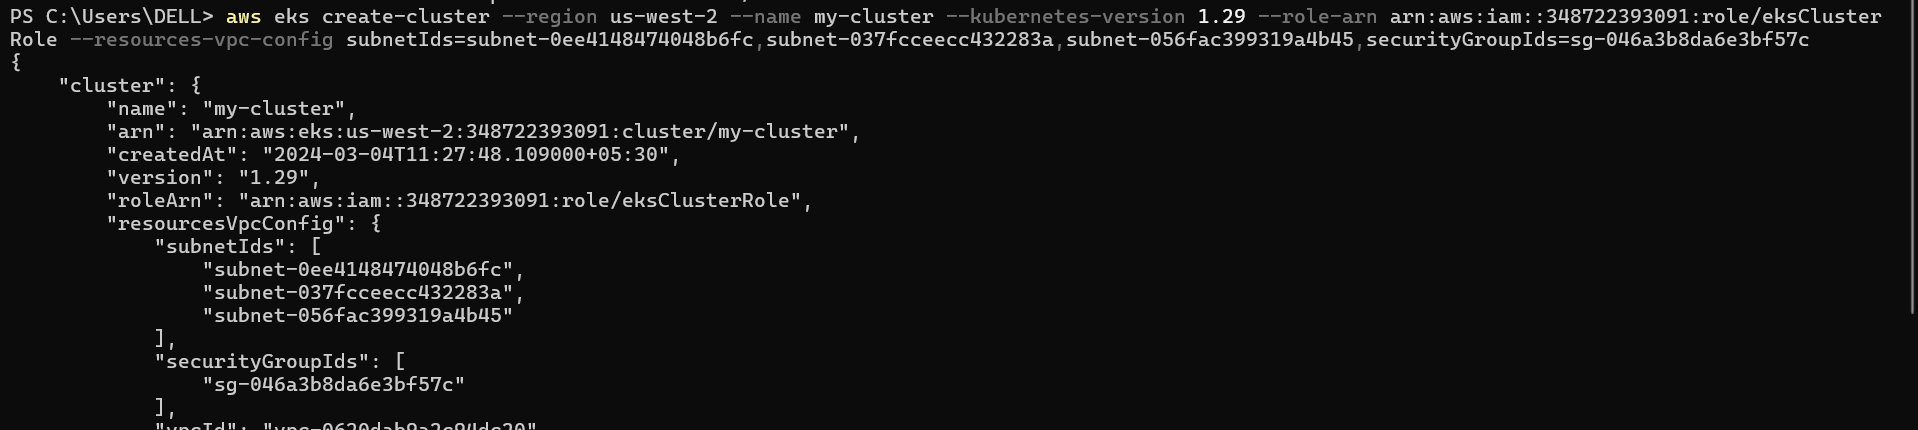 PS C:\Users\DELL> aws eks create-cluster --region us-west-2 --name my-cluster --kubernetes-version 1.29 --role-arn arn:aws:iam::348722393091:role/eksCluster
Role --resources-vpc-config subnetIds=subnet-0ee4148474048b6fc,subnet-037fcceecc432283a,subnet-056fac399319a4b45,securityGroupIds=sg-046a3b8da6e3bf57c
{
    "cluster": {
        "name": "my-cluster",
        "arn": "arn:aws:eks:us-west-2:348722393091:cluster/my-cluster",
        "createdAt": "2024-03-04T11:27:48.109000+05:30",
        "version": "1.29",
        "roleArn": "arn:aws:iam::348722393091:role/eksClusterRole",
        "resourcesVpcConfig": {
            "subnetIds": [
                "subnet-0ee4148474048b6fc",
                "subnet-037fcceecc432283a",
                "subnet-056fac399319a4b45"
            ],
            "securityGroupIds": [
                "sg-046a3b8da6e3bf57c"
            ],
            "vpcId":